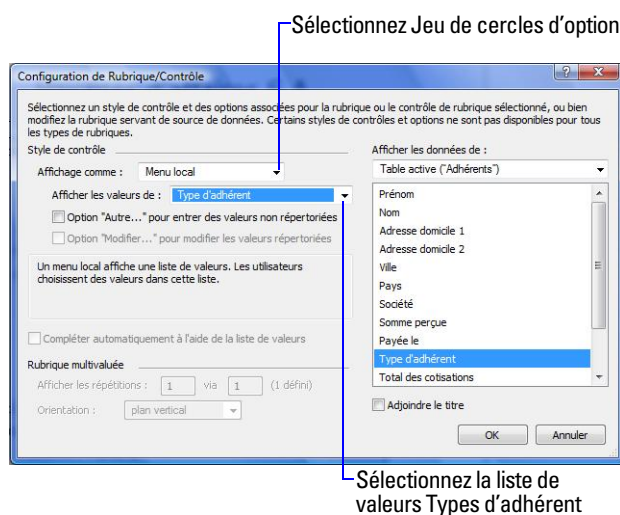 Sélectionnez Jeu de cercles d'option
Configuration de Rubrique/Contrôle
Sélectionnez un style de contrôle et des options associées pour la rubrique ou le contrôle de rubrique sélectionné, ou bien
modifiez la rubrique servant de source de données. Certains styles de contrôles et options ne sont pas disponibles pour tous
les types de rubriques.
Style de contrôle
Affichage comme : Menu local
Afficher les valeurs de : Type d'adhérent
Option "Autre..." pour entrer des valeurs non répertoriées
Option "Modifier..." pour modifier les valeurs répertoriées
Un menu local affiche une liste de valeurs. Les utilisateurs
choisissent des valeurs dans cette liste.
Compléter automatiquement à l'aide de la liste de valeurs
Rubrique multivaluée
Afficher les répétitions : 1 via 1 (1 défini)
Orientation : plan vertical
Afficher les données de :
Table active ("Adhérents")
Prénom
Nom
Adresse domicile 1
Adresse domicile 2
Ville
Pays
Société
Somme perçue
Payée le
Type d'adhérent
Total des cotisations
Adjoindre le titre
OK Annuler
Sélectionnez la liste de
valeurs Types d'adhérent